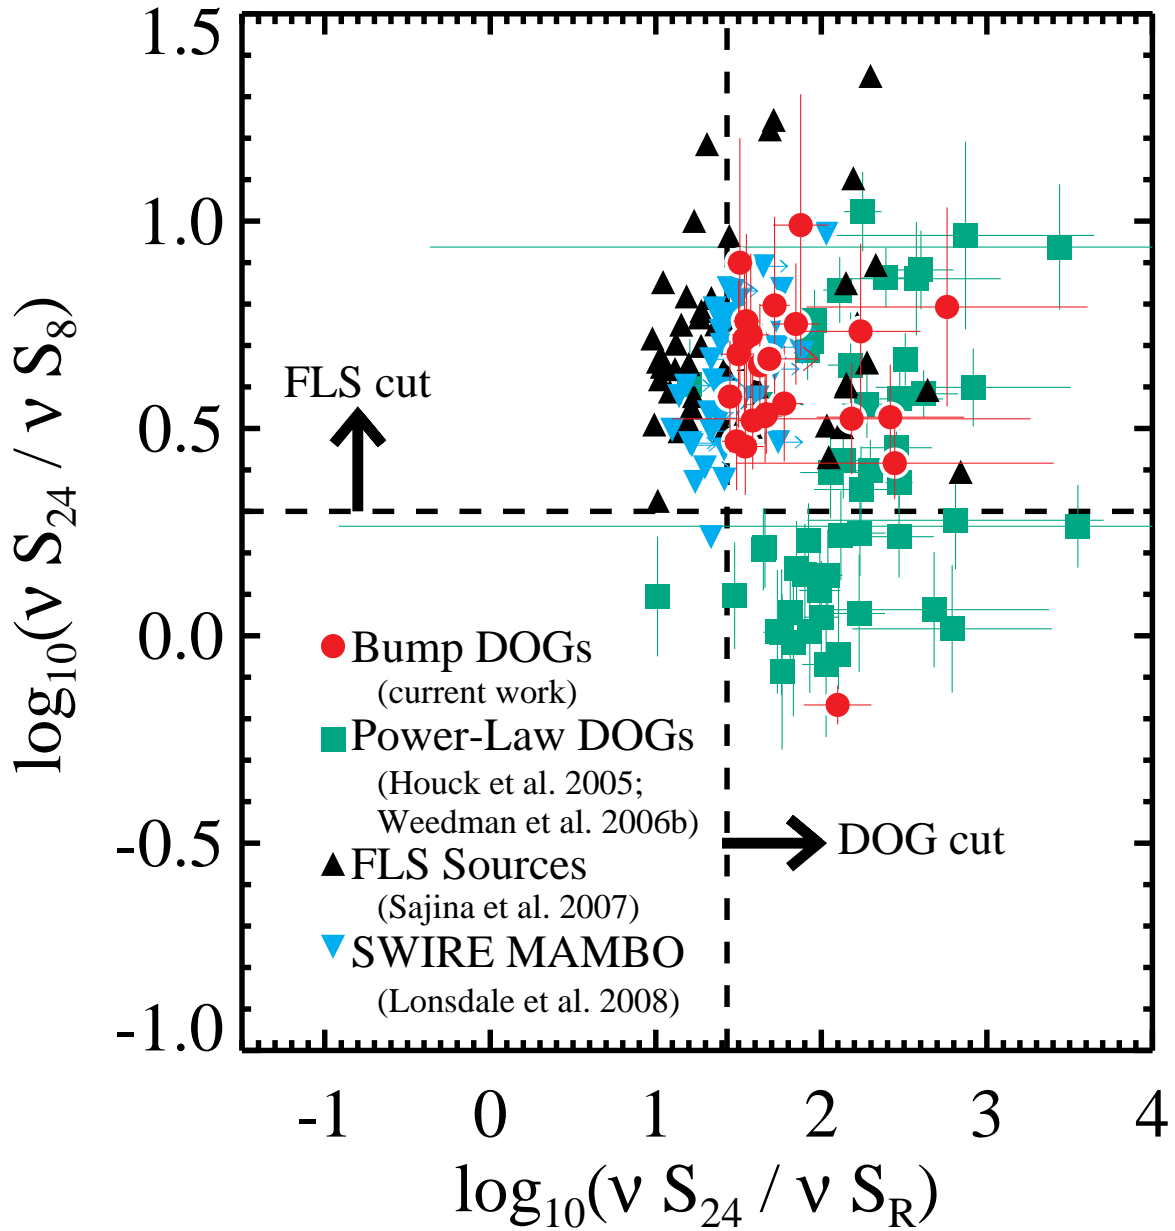 1.5
1.0
0.5
0.0
-0.5
-1.0
log10(ν S24 / ν S8)
FLS cut
Bump DOGs
(current work)
Power-Law DOGs
(Houck et al. 2005;
Weedman et al. 2006b)
FLS Sources
(Sajina et al. 2007)
SWIRE MAMBO
(Lonsdale et al. 2008)
DOG cut
-1 0 1 2 3 4
log10(ν S24 / ν SR)